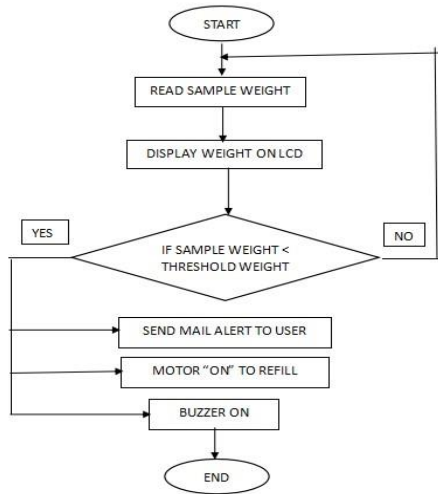 START
READ SAMPLE WEIGHT
DISPLAY WEIGHT ON LCD
YES
NO
IF SAMPLE WEIGHT <
THRESHOLD WEIGHT
SEND MAIL ALERT TO USER
MOTOR “ON” TO REFILL
BUZZER ON
END